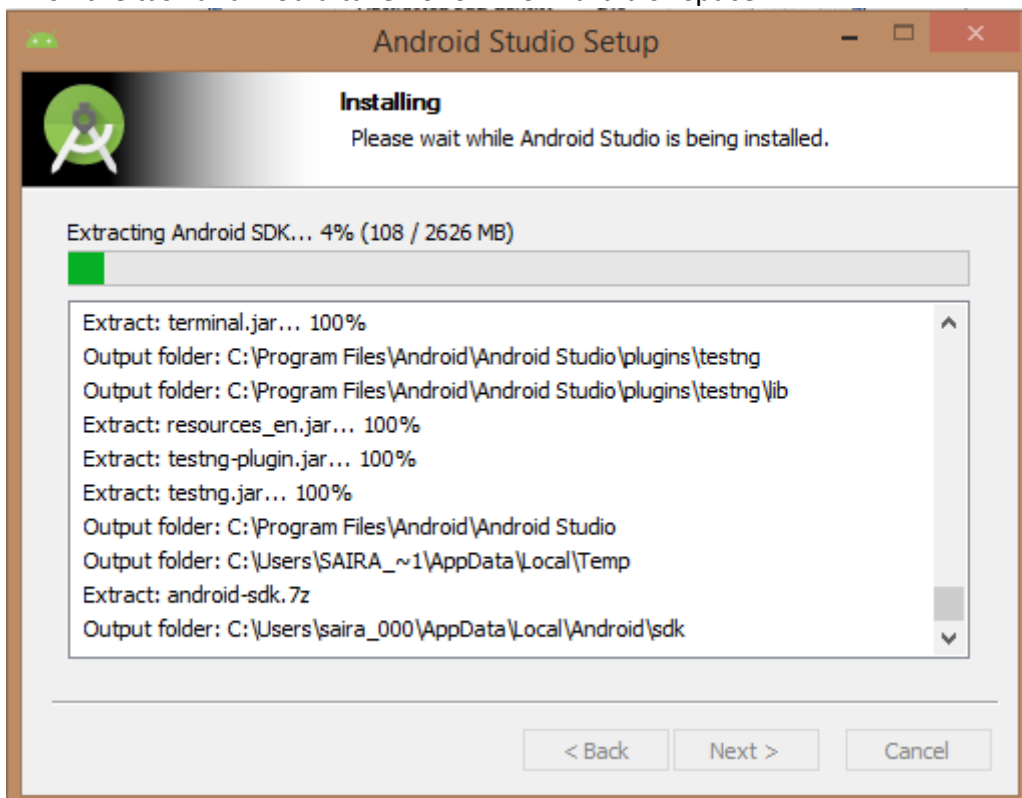 Android Studio Setup
Installing
Please wait while Android Studio is being installed.
Extracting Android SDK... 4% (108 / 2626 MB)
Extract: terminal.jar... 100%
Output folder: C:\Program Files\Android\Android Studio\plugins\testng
Output folder: C:\Program Files\Android\Android Studio\plugins\testng\lib
Extract: resources_en.jar... 100%
Extract: testng-plugin.jar... 100%
Extract: testng.jar... 100%
Output folder: C:\Program Files\Android\Android Studio
Output folder: C:\Users\SAIRA_~1\AppData\Local\Temp
Extract: android-sdk.7z
Output folder: C:\Users\saira_000\AppData\Local\Android\sdk
< Back Next > Cancel